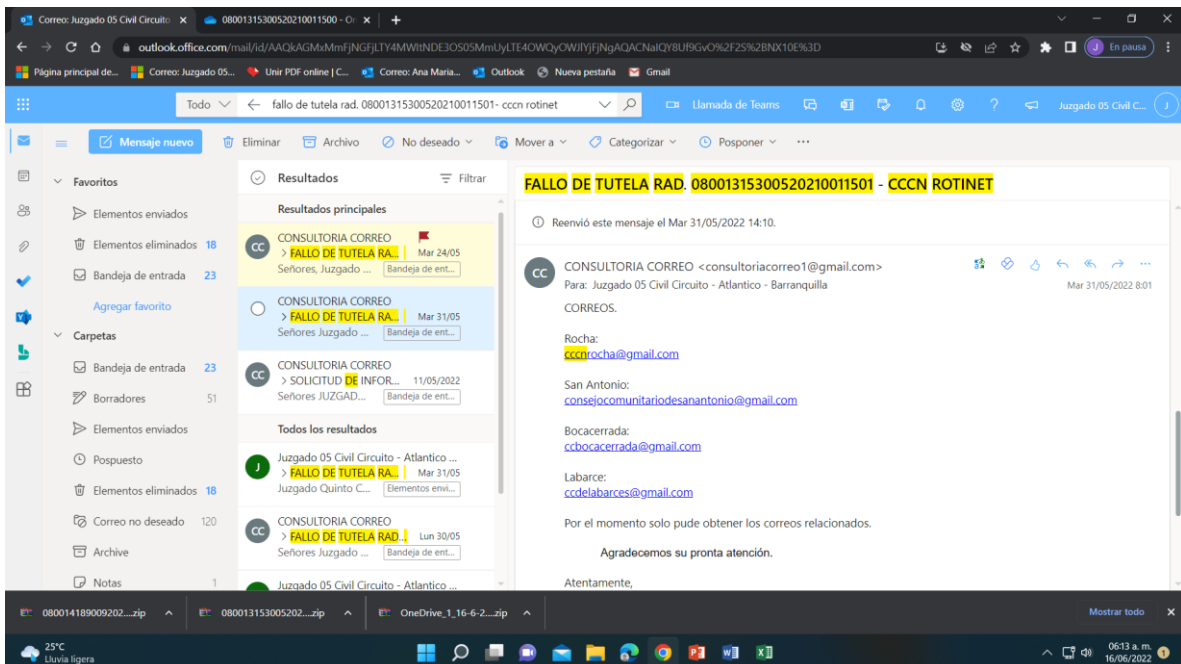 Correo: Juzgado 05 Civil Circuito
08001315300520210011500 - On
outlook.office.com/mail/id/AAQkAGMxMmFjNGFjLTY4MWItNDE3OS05MmUyLTE4OWQyOWJlYjFjNgAQACNaIQY8Uf9GvO%2F2S%2BNX10E%3D
J En pausa
Página principal de...
Correo: Juzgado 05...
Unir PDF online | C...
Correo: Ana Maria...
Outlook
Nueva pestaña
Gmail
Todo
fallo de tutela rad. 08001315300520210011501- cccn rotinet
Llamada de Teams
Juzgado 05 Civil C...
J
Mensaje nuevo
Eliminar
Archivo
No deseado
Mover a
Categorizar
Posponer
Favoritos
Elementos enviados
Elementos eliminados 18
Bandeja de entrada 23
Agregar favorito
Carpetas
Bandeja de entrada 23
Borradores 51
Elementos enviados
Pospuesto
Elementos eliminados 18
Correo no deseado 120
Archive
Notas 1
Resultados
Filtrar
Resultados principales
CC
CONSULTORIA CORREO
> FALLO DE TUTELA RA... Mar 24/05
Señores, Juzgado ... Bandeja de ent...
CONSULTORIA CORREO
> FALLO DE TUTELA RA... Mar 31/05
Señores Juzgado ... Bandeja de ent...
CC
CONSULTORIA CORREO
> SOLICITUD DE INFOR... 11/05/2022
Señores JUZGAD... Bandeja de ent...
Todos los resultados
J
Juzgado 05 Civil Circuito - Atlantico ...
> FALLO DE TUTELA RA... Mar 31/05
Juzgado Quinto C... Elementos envi...
CC
CONSULTORIA CORREO
> FALLO DE TUTELA RAD... Lun 30/05
Señores Juzgado ... Bandeja de ent...
Juzgado 05 Civil Circuito - Atlantico ...
FALLO DE TUTELA RAD. 08001315300520210011501 - CCCN ROTINET
Reenvió este mensaje el Mar 31/05/2022 14:10.
CC
CONSULTORIA CORREO <consultoriacorreo1@gmail.com>
Para: Juzgado 05 Civil Circuito - Atlantico - Barranquilla
Mar 31/05/2022 8:01
CORREOS.
Rocha:
cccnrocha@gmail.com
San Antonio:
consejocomunitariodesanantonio@gmail.com
Bocacerrada:
ccbocacerrada@gmail.com
Labarce:
ccdelabarces@gmail.com
Por el momento solo pude obtener los correos relacionados.
Agradecemos su pronta atención.
Atentamente,
080014189009202....zip
080013153005202....zip
OneDrive_1_16-6-2....zip
Mostrar todo
25°C
Lluvia ligera
06:13 a. m.
16/06/2022
1